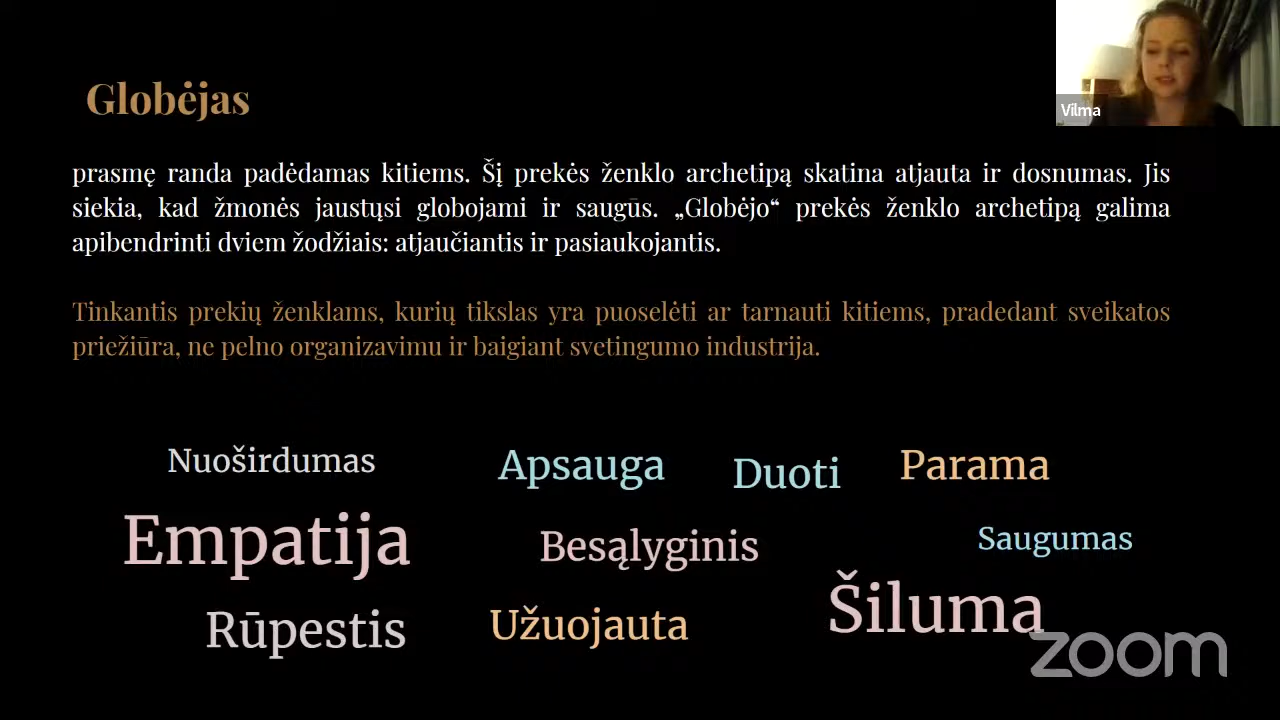 Globėjas
Vilma
prasmę randa padėdamas kitiems. Šį prekės ženklo archetipą skatina atjauta ir dosnumas. Jis
siekia, kad žmonės jaustųsi globojami ir saugūs. „Globėjo“ prekės ženklo archetipą galima
apibendrinti dviem žodžiais: atjaučiantis ir pasiaukojantis.
Tinkantis prekių ženklams, kurių tikslas yra puoselėti ar tarnauti kitiems, pradedant sveikatos
priežiūra, ne pelno organizavimu ir baigiant svetingumo industrija.
Nuoširdumas Apsauga Duoti Parama
Empatija Besąlyginis Saugumas
Rūpestis Užuojauta Šiluma
zoom